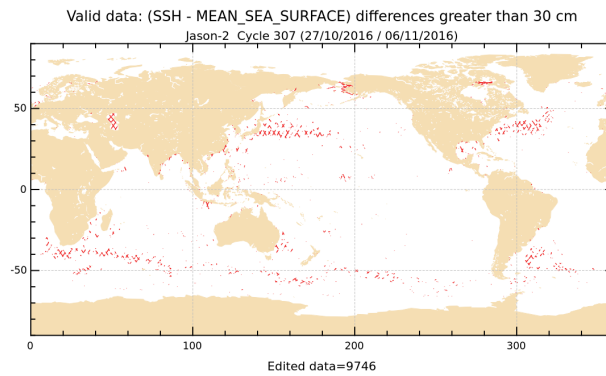 Valid data: (SSH - MEAN_SEA_SURFACE) differences greater than 30 cm
Jason-2 Cycle 307 (27/10/2016 / 06/11/2016)
50
0
-50
0 100 200 300
Edited data=9746